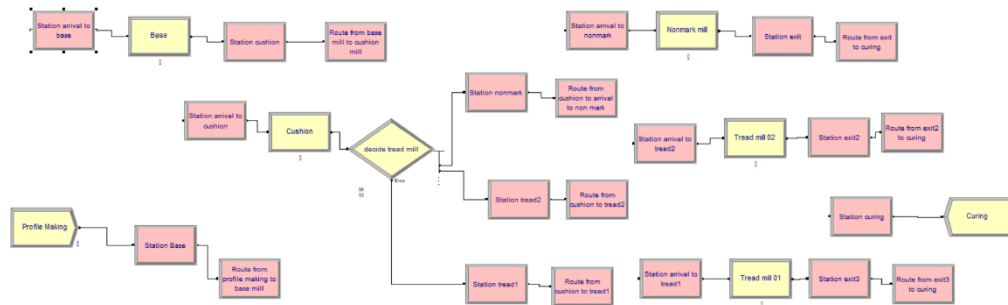 Station arrival to
base
Base
Station cushion
Route from base
mill to cushion
mill
Station arrival to
nonmark
Nonmark mill
Station exit
Route from exit
to curing
Station arrival to
cushion
Cushion
decide tread mill
Else
Station nonmark
Route from
cushion to arrival
to non mark
Station tread2
Route from
cushion to tread2
Station arrival to
tread2
Tread mill 02
Station exit2
Route from exit2
to curing
Profile Making
Station Base
Route from
profile making to
base mill
Station tread1
Route from
cushion to tread1
Station arrival to
tread1
Tread mill 01
Station exit3
Route from exit3
to curing
Station curing
Curing